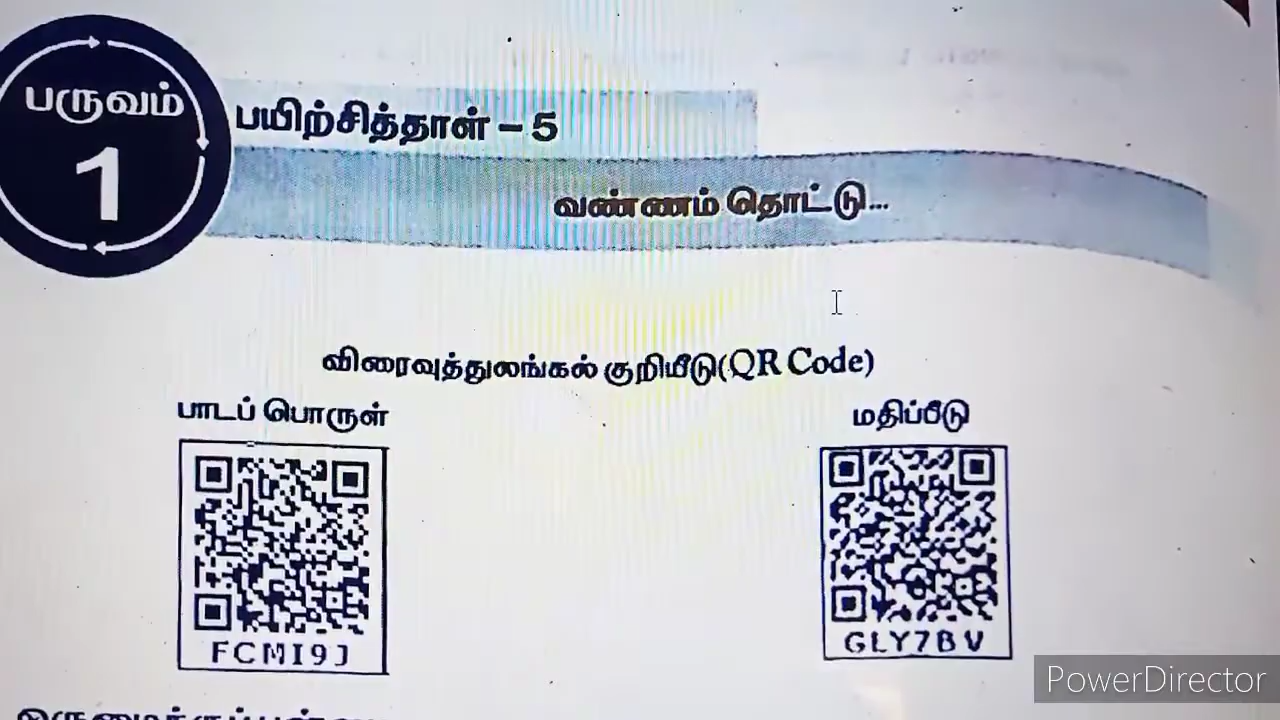 பருவம்
1
பயிற்சித்தாள் – 5
வண்ணம் தொட்டு...
விரைவுத்துலங்கல் குறியீடு(QR Code)
பாடப் பொருள்
மதிப்பீடு
FCMI9J
GLY7BV
PowerDirector